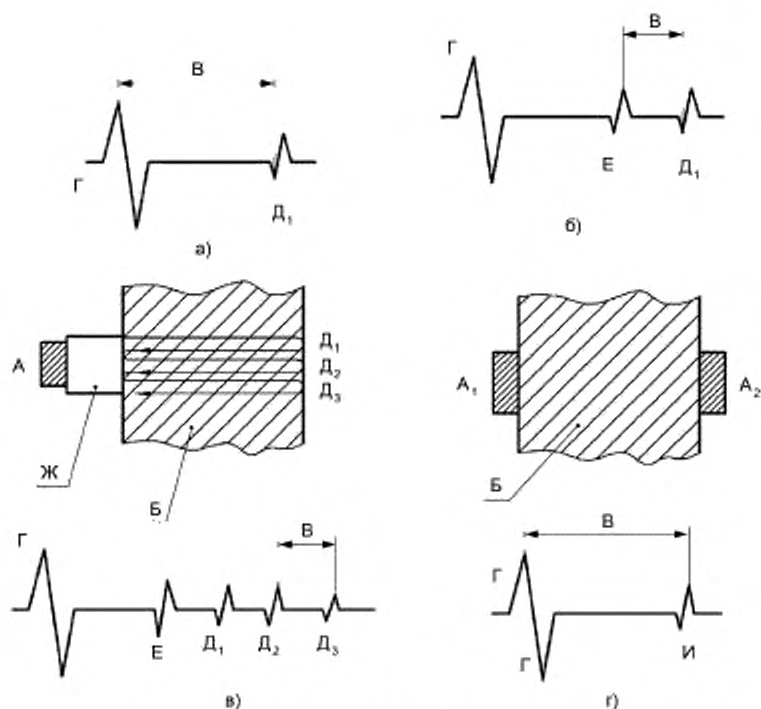 В
Г
Д₁
а)
В
Г
Е
Д₁
б)
А
Д₁
Д₂
Д₃
Ж
Б
А₁
А₂
Б
Г
В
Е
Д₁
Д₂
Д₃
в)
В
Г
Г
И
г)